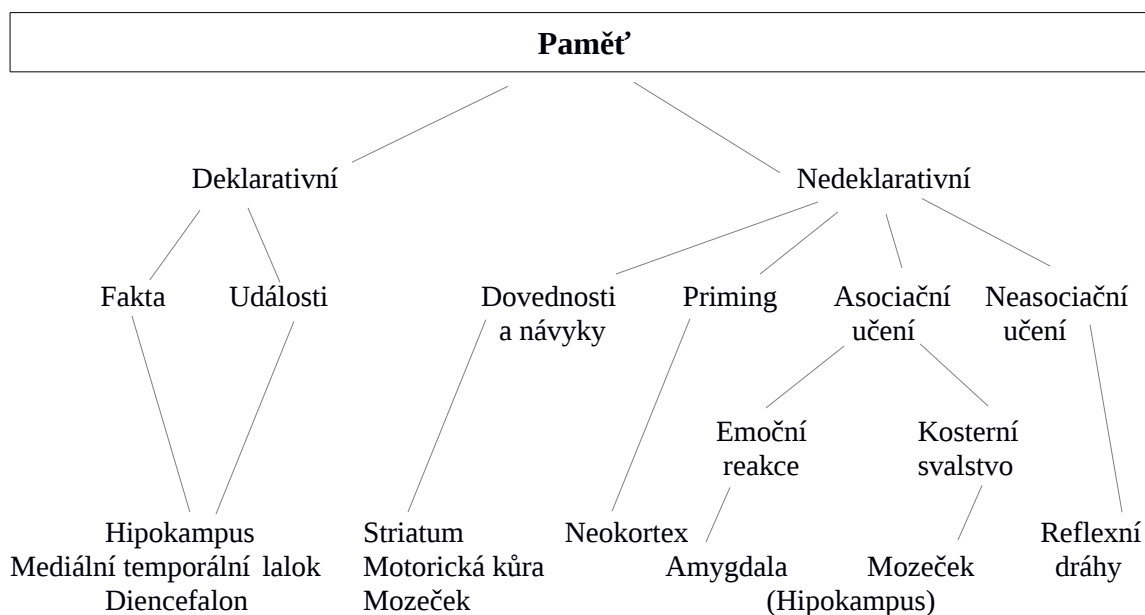 Paměť
Deklarativní
Nedeklarativní
Fakta
Události
Dovednosti
a návyky
Priming
Asociační
učení
Neasociační
učení
Emoční
reakce
Kosterní
svalstvo
Hipokampus
Mediální temporální lalok
Diencefalon
Striatum
Motorická kůra
Mozeček
Neokortex
Amygdala
Mozeček
(Hipokampus)
Reflexní
dráhy